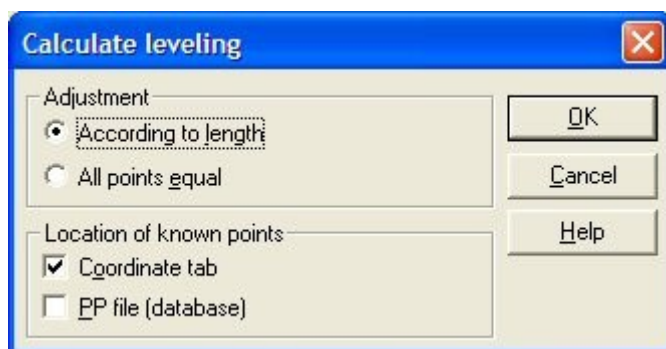 Calculate leveling
Adjustment
According to length
All points equal
Location of known points
Coordinate tab
PP file (database)
OK
Cancel
Help